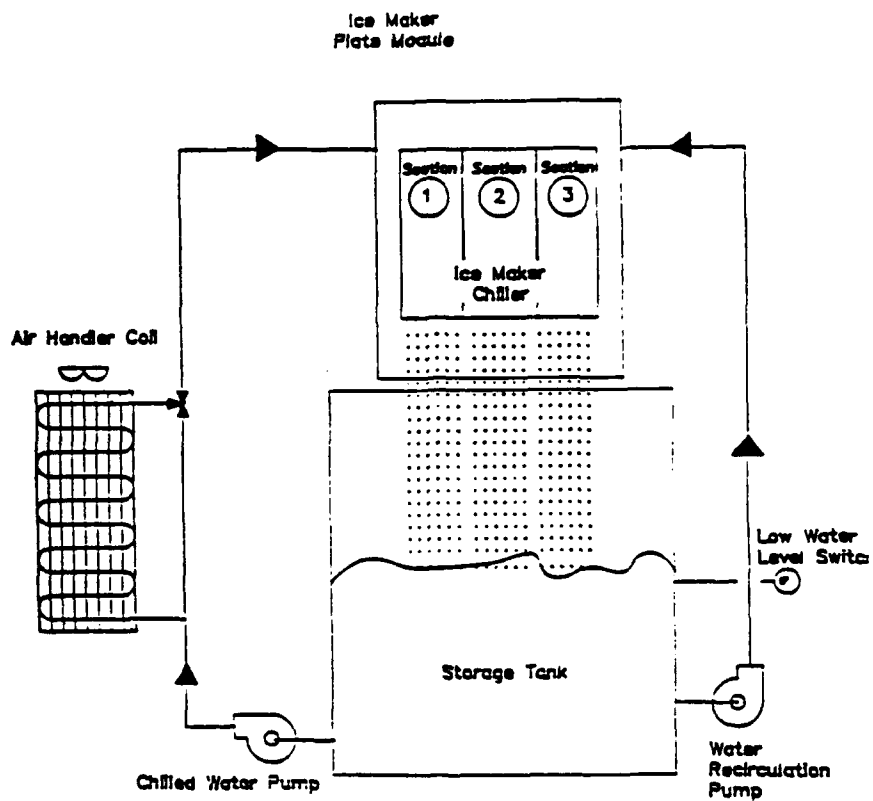 Ice Maker
Plate Module
Section Section Section
1 2 3
Ice Maker
Chiller
Air Handler Coil
Low Water
Level Switc
Storage Tank
Chilled Water Pump
Water
Recirculation
Pump